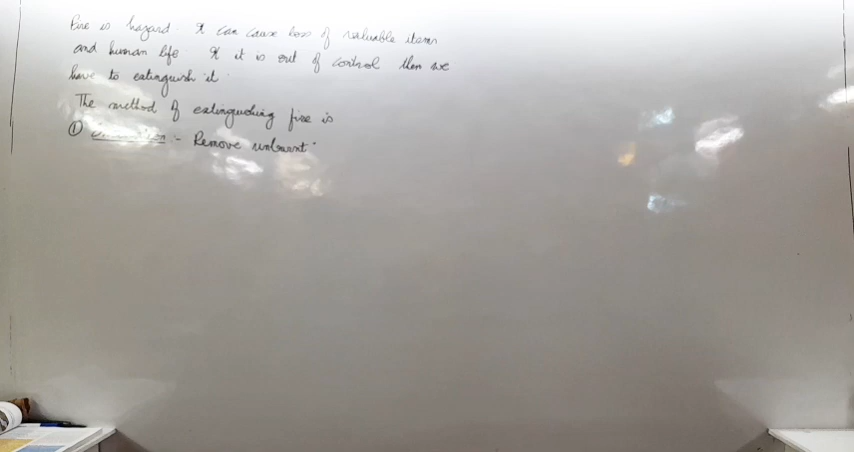 Fire is hazard. It can cause loss of valuable items
and human life. If it is out of control then we
have to extinguish it.
The method of extinguishing fire is
① :- Remove unburnt.